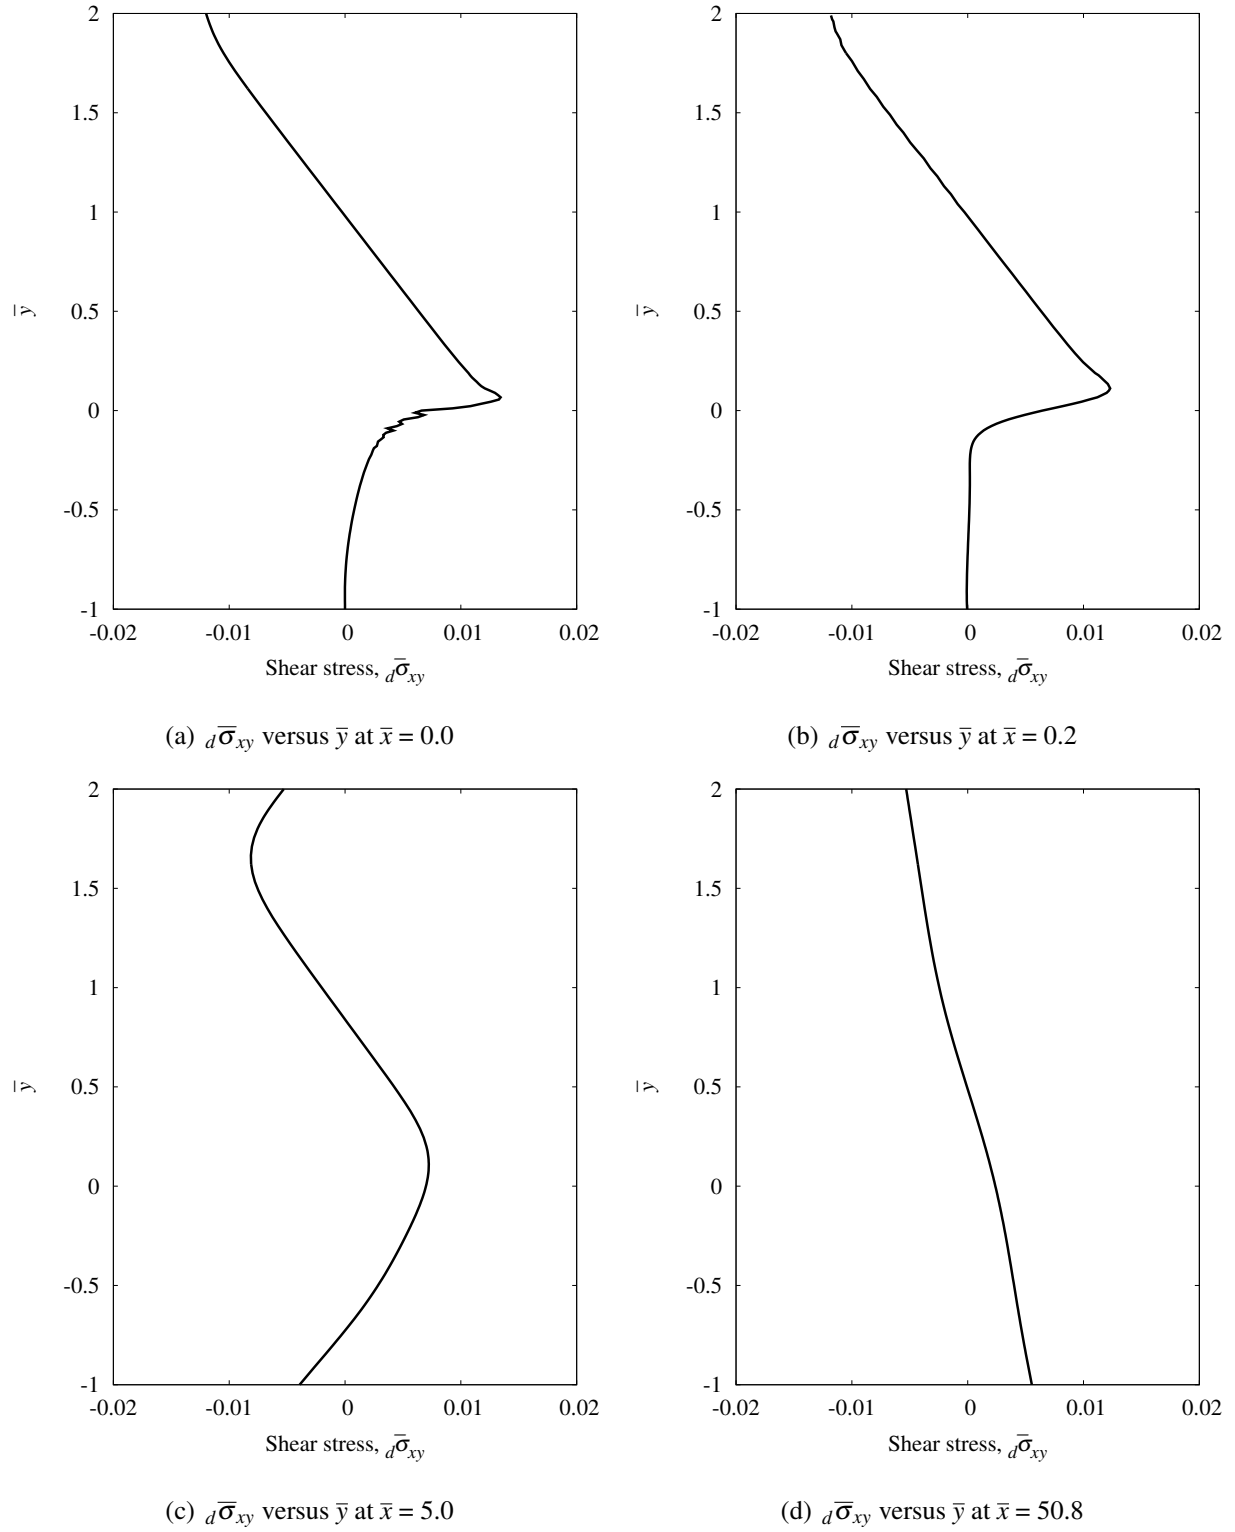 2
1.5
1
0.5
0
-0.5
-1
y̅
-0.02 -0.01 0 0.01 0.02
Shear stress, dσ̅xy
(a) dσ̅xy versus y̅ at x̅ = 0.0
2
1.5
1
0.5
0
-0.5
-1
y̅
-0.02 -0.01 0 0.01 0.02
Shear stress, dσ̅xy
(b) dσ̅xy versus y̅ at x̅ = 0.2
2
1.5
1
0.5
0
-0.5
-1
y̅
-0.02 -0.01 0 0.01 0.02
Shear stress, dσ̅xy
(c) dσ̅xy versus y̅ at x̅ = 5.0
2
1.5
1
0.5
0
-0.5
-1
y̅
-0.02 -0.01 0 0.01 0.02
Shear stress, dσ̅xy
(d) dσ̅xy versus y̅ at x̅ = 50.8